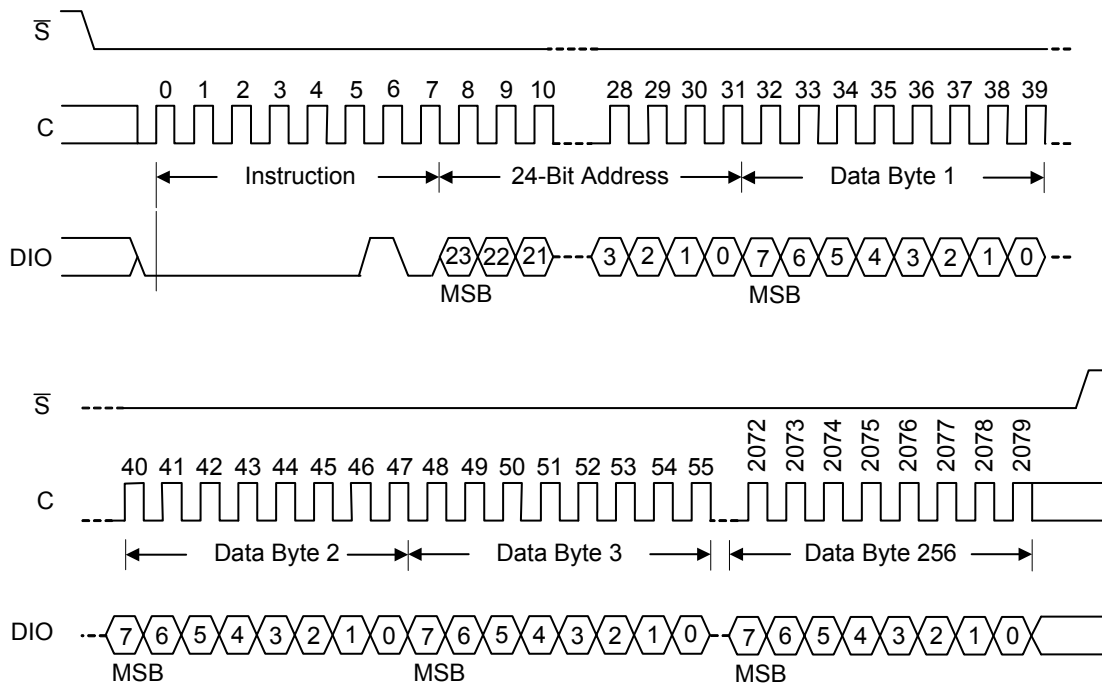 S̅
0 1 2 3 4 5 6 7 8 9 10 28 29 30 31 32 33 34 35 36 37 38 39
C
Instruction 24-Bit Address Data Byte 1
DIO 23 22 21 3 2 1 0 7 6 5 4 3 2 1 0
MSB MSB
S̅
40 41 42 43 44 45 46 47 48 49 50 51 52 53 54 55 2072 2073 2074 2075 2076 2077 2078 2079
C
Data Byte 2 Data Byte 3 Data Byte 256
DIO 7 6 5 4 3 2 1 0 7 6 5 4 3 2 1 0 7 6 5 4 3 2 1 0
MSB MSB MSB